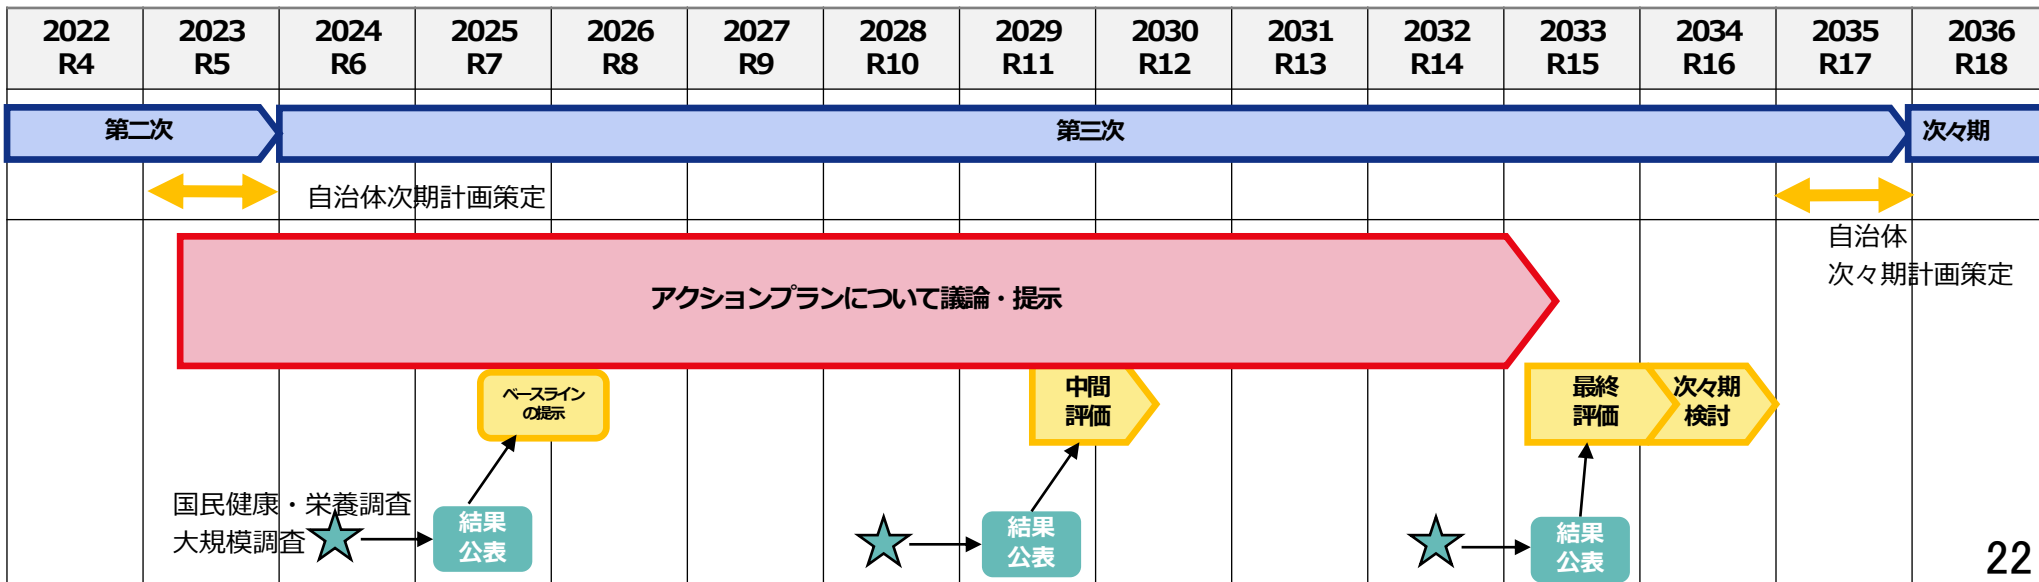 2022 2023 2024 2025 2026 2027 2028 2029 2030 2031 2032 2033 2034 2035 2036
R4 R5 R6 R7 R8 R9 R10 R11 R12 R13 R14 R15 R16 R17 R18
第二次 第三次 次々期
自治体次期計画策定
自治体
次々期計画策定
アクションプランについて議論・提示
ベースライン
の提示
中間
評価
最終
評価
次々期
検討
国民健康・栄養調査
大規模調査
結果
公表
結果
公表
結果
公表
22